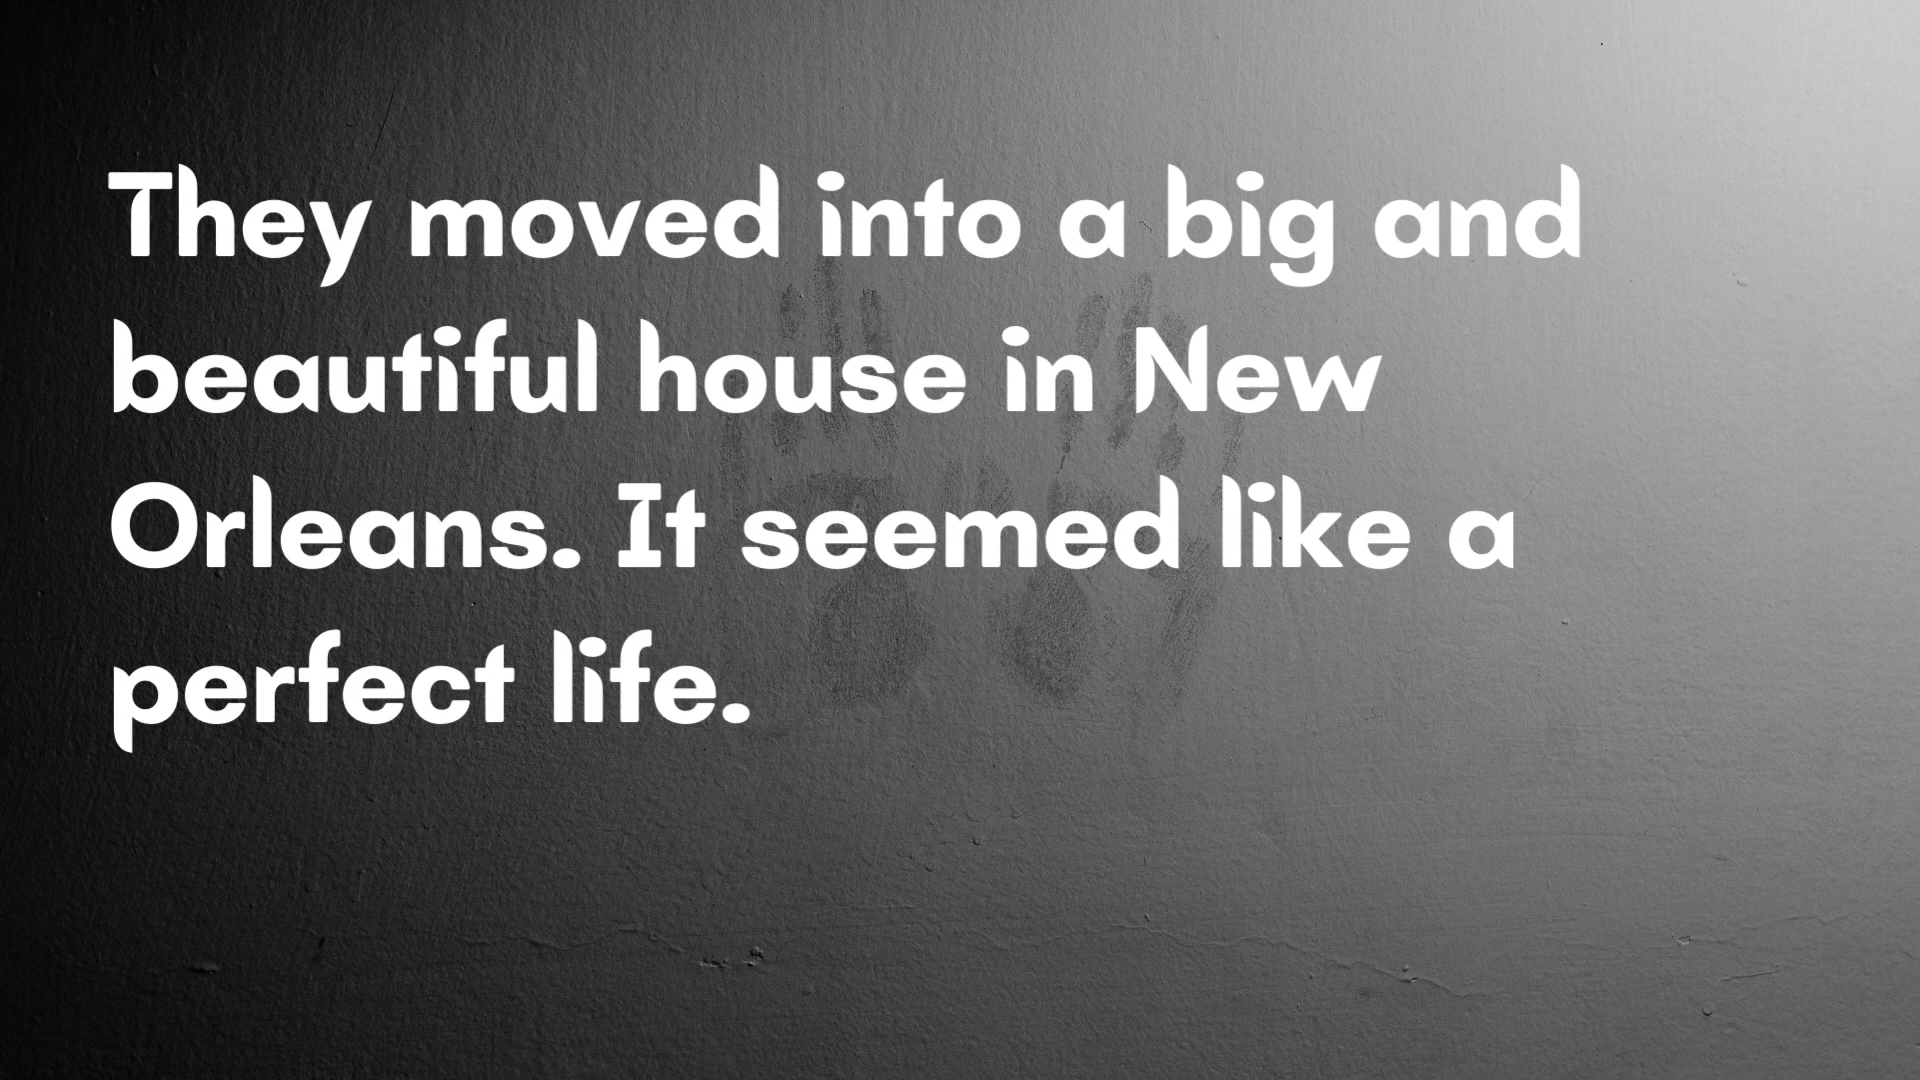 They moved into a big and
beautiful house in New
Orleans. It seemed like a
perfect life.